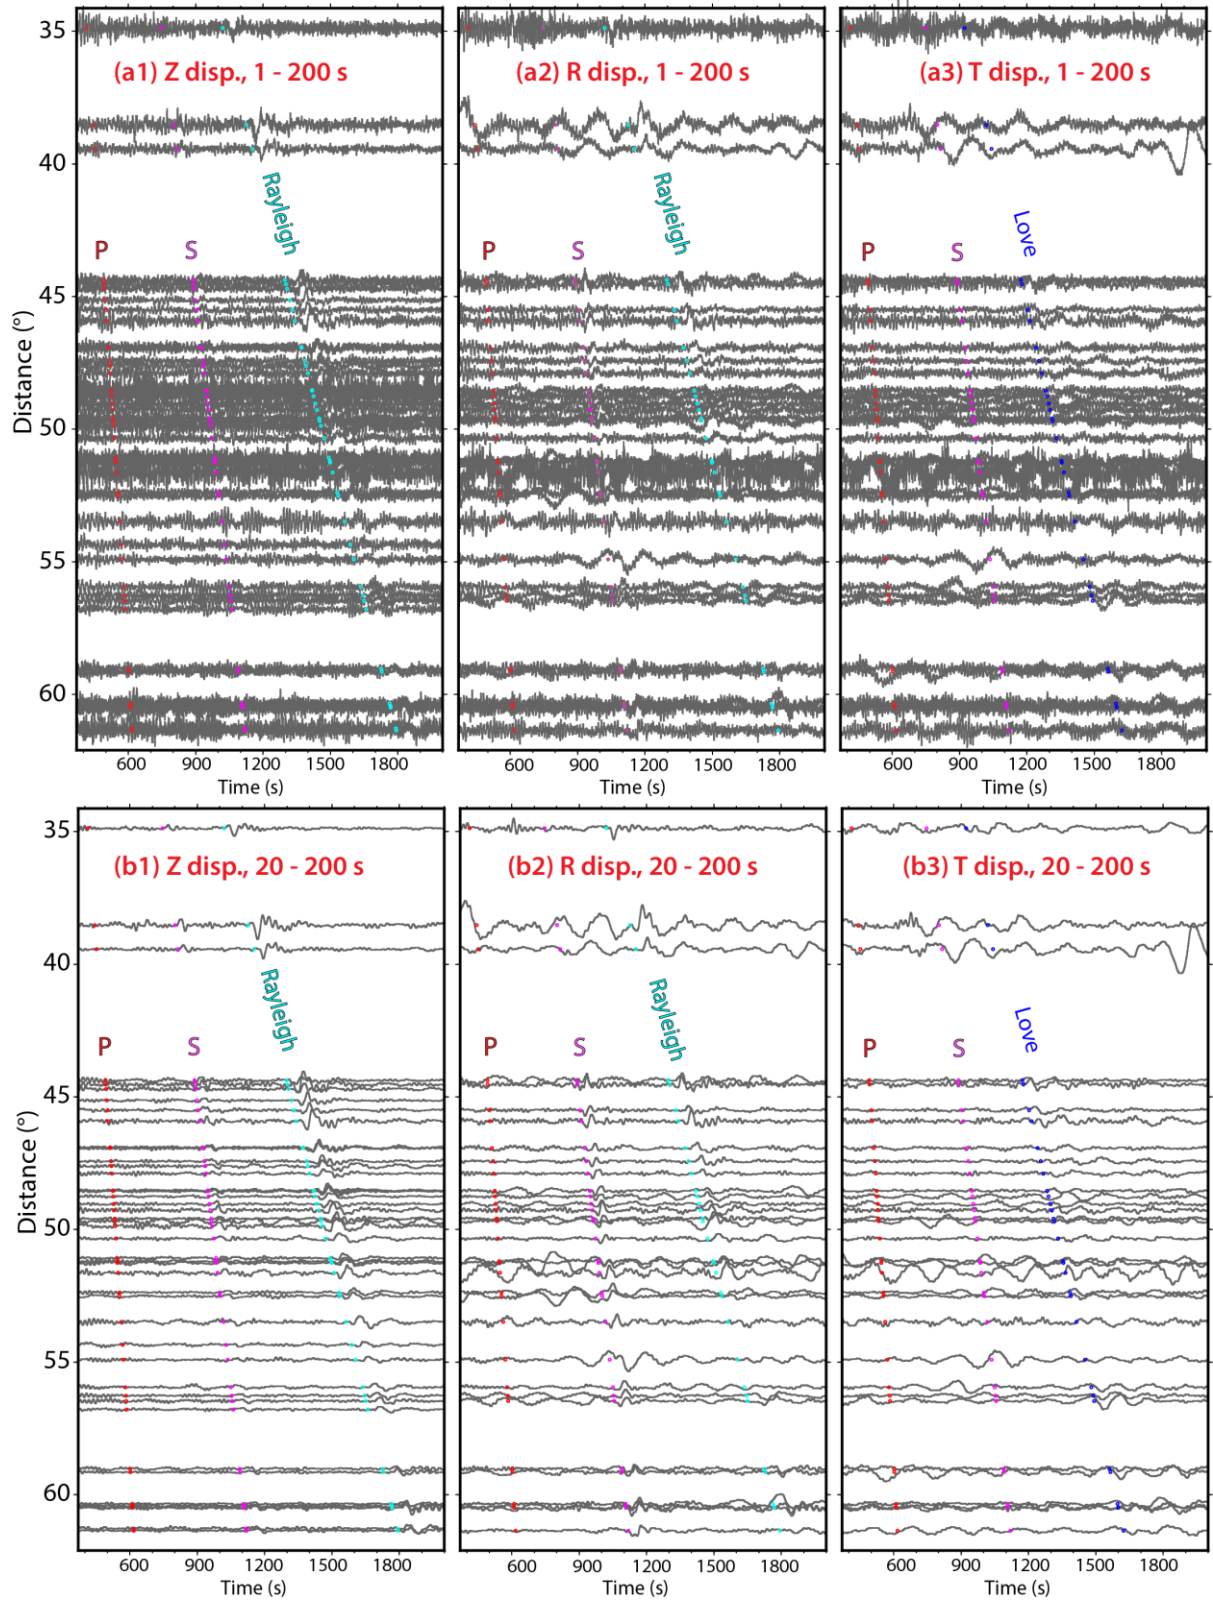 (a1) Z disp., 1 - 200 s
(a2) R disp., 1 - 200 s
(a3) T disp., 1 - 200 s
35
40
45
50
55
60
Distance (°)
P
S
Rayleigh
P
S
Rayleigh
P
S
Love
600 900 1200 1500 1800
600 900 1200 1500 1800
600 900 1200 1500 1800
Time (s)
Time (s)
Time (s)
(b1) Z disp., 20 - 200 s
(b2) R disp., 20 - 200 s
(b3) T disp., 20 - 200 s
35
40
45
50
55
60
Distance (°)
P
S
Rayleigh
P
S
Rayleigh
P
S
Love
600 900 1200 1500 1800
600 900 1200 1500 1800
600 900 1200 1500 1800
Time (s)
Time (s)
Time (s)